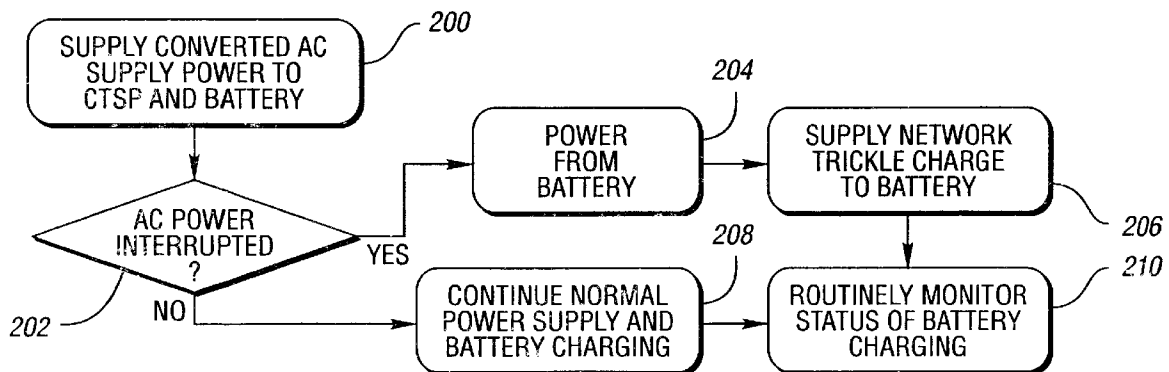 SUPPLY CONVERTED AC
SUPPLY POWER TO
CTSP AND BATTERY
200
AC POWER
INTERRUPTED
?
202
YES
NO
POWER
FROM
BATTERY
204
SUPPLY NETWORK
TRICKLE CHARGE
TO BATTERY
206
CONTINUE NORMAL
POWER SUPPLY AND
BATTERY CHARGING
208
ROUTINELY MONITOR
STATUS OF BATTERY
CHARGING
210